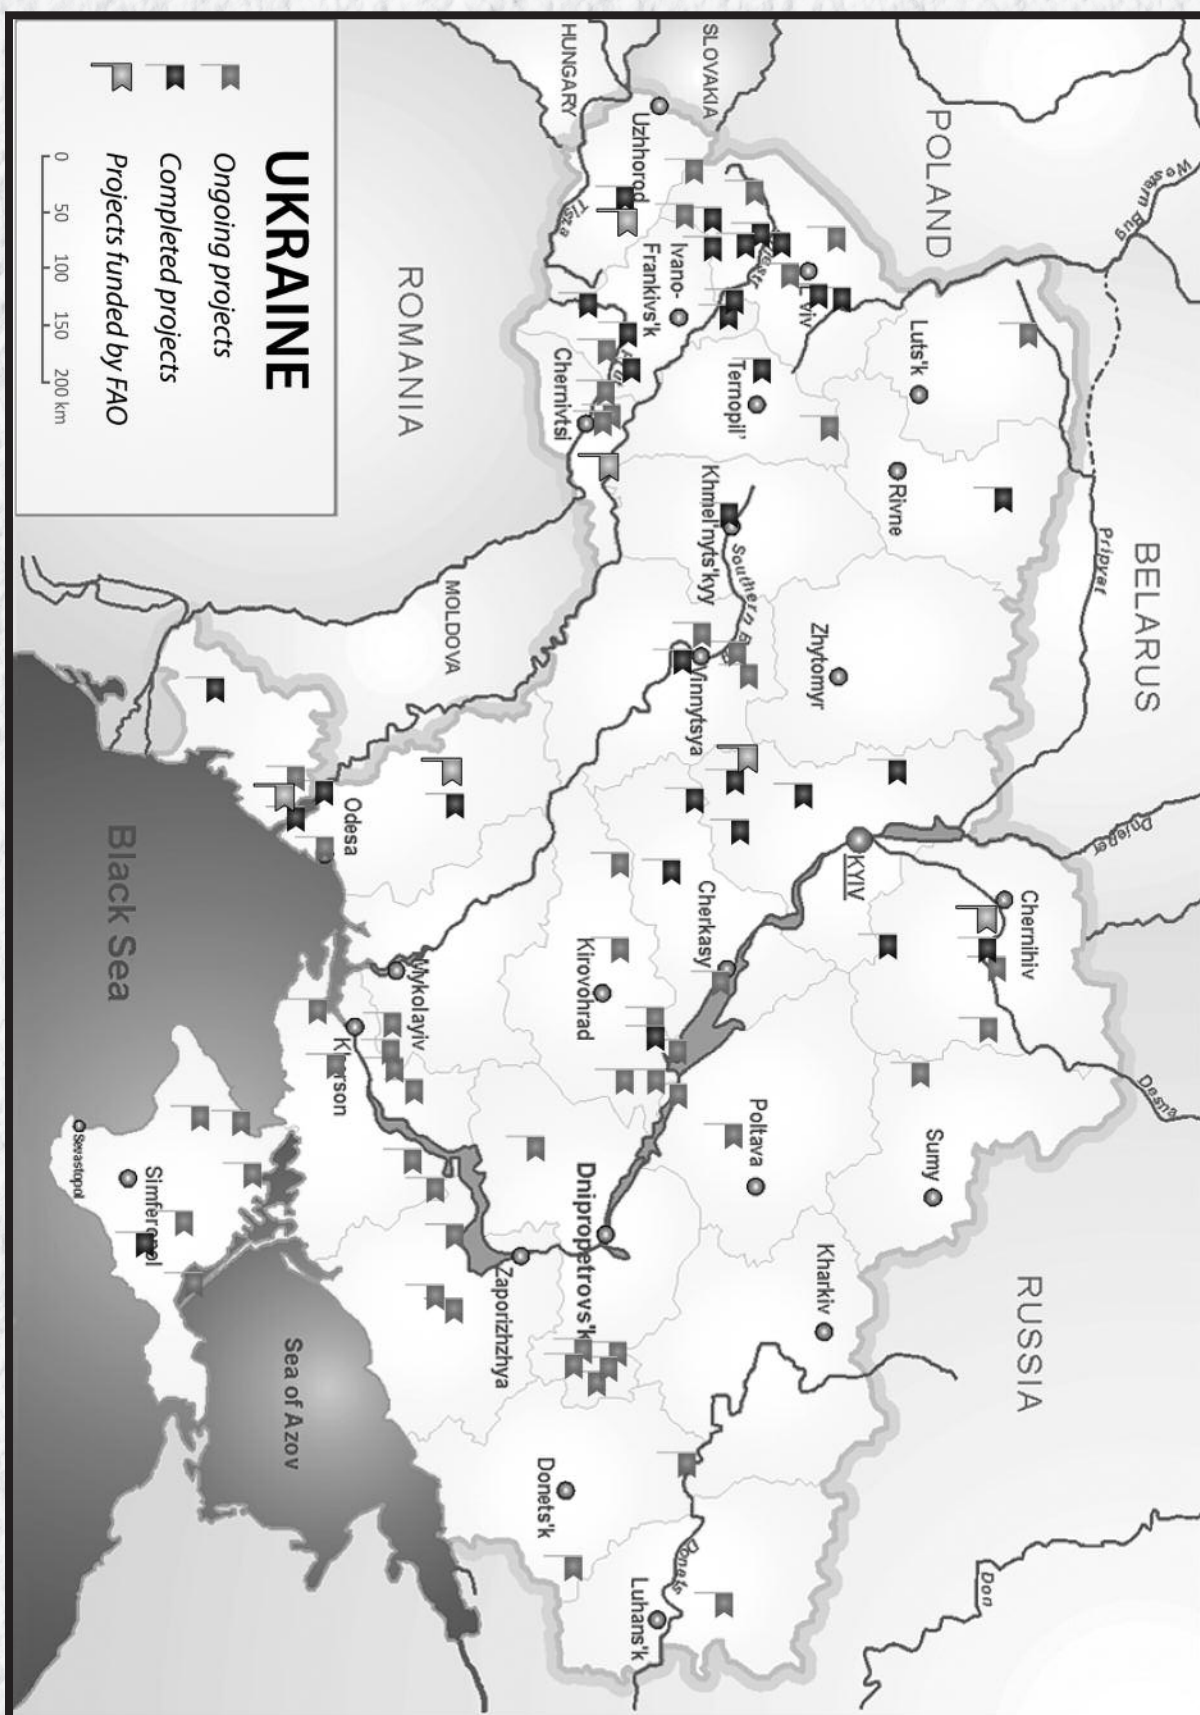 UKRAINE
Ongoing projects
Completed projects
Projects funded by FAO
0 50 100 150 200 km
HUNGARY
SLOVAKIA
POLAND
BELARUS
RUSSIA
ROMANIA
MOLDOVA
Black Sea
Sea of Azov
Western Bug
Pripyat
Dnieper
Desna
Don
Donets
Tisza
Southern
Uzhhorod
L'viv
Luts'k
Rivne
Ivano-
Frankivs'k
Ternopil'
Chernivtsi
Khmel'nyts'kyy
Zhytomyr
Vinnytsya
KYIV
Chernihiv
Sumy
Cherkasy
Kirovohrad
Poltava
Kharkiv
Dnipropetrovs'k
Zaporizhzhya
Donets'k
Luhans'k
Odesa
Mykolayiv
Kherson
Simferopol
Sevastopol